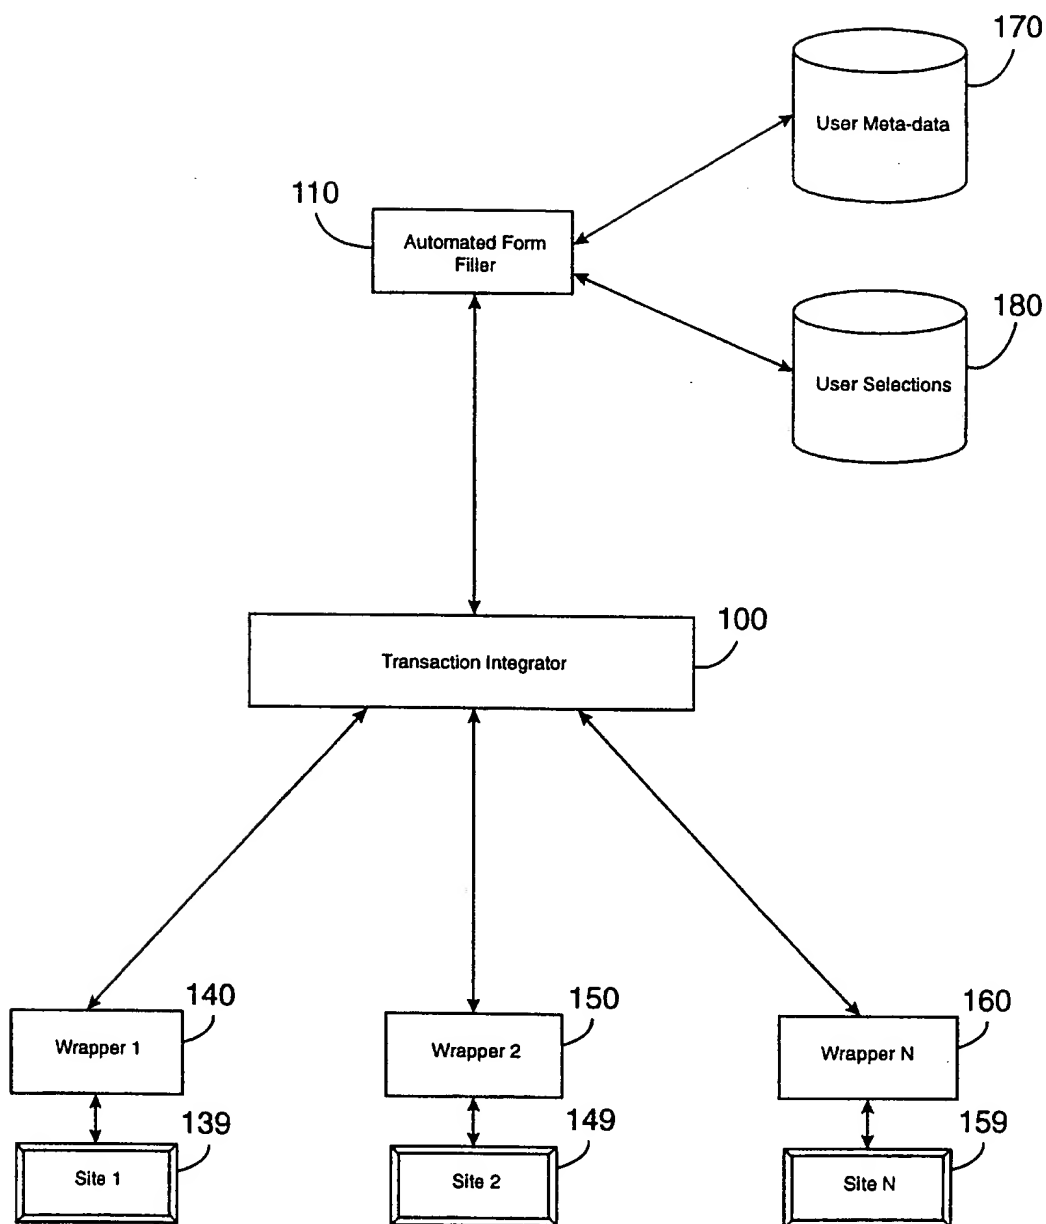 170
User Meta-data
110
Automated Form
Filler
180
User Selections
100
Transaction Integrator
140
Wrapper 1
150
Wrapper 2
160
Wrapper N
139
Site 1
149
Site 2
159
Site N